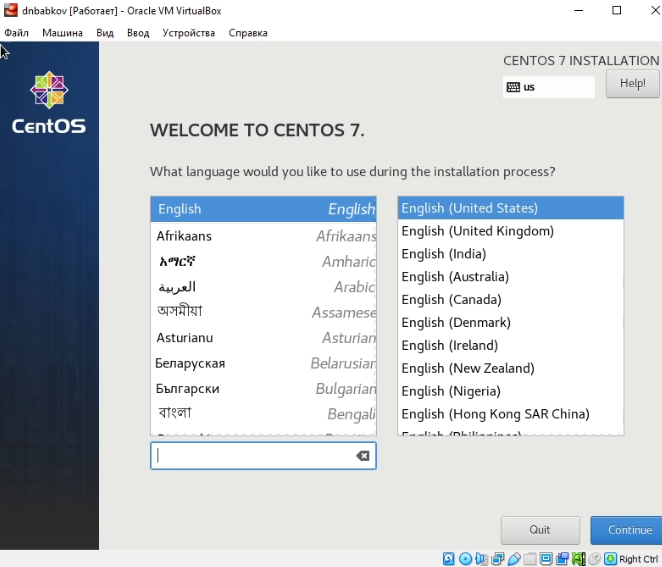 dnbabkov [Работает] - Oracle VM VirtualBox
Файл Машина Вид Ввод Устройства Справка
CentOS
CENTOS 7 INSTALLATION
us
Help!
WELCOME TO CENTOS 7.
What language would you like to use during the installation process?
English English
Afrikaans Afrikaans
አማርኛ Amharic
العربية Arabic
অসমীয়া Assamese
Asturianu Asturian
Беларуская Belarusian
Български Bulgarian
বাংলা Bengali
English (United States)
English (United Kingdom)
English (India)
English (Australia)
English (Canada)
English (Denmark)
English (Ireland)
English (New Zealand)
English (Nigeria)
English (Hong Kong SAR China)
English (Philippines)
Quit
Continue
Right Ctrl